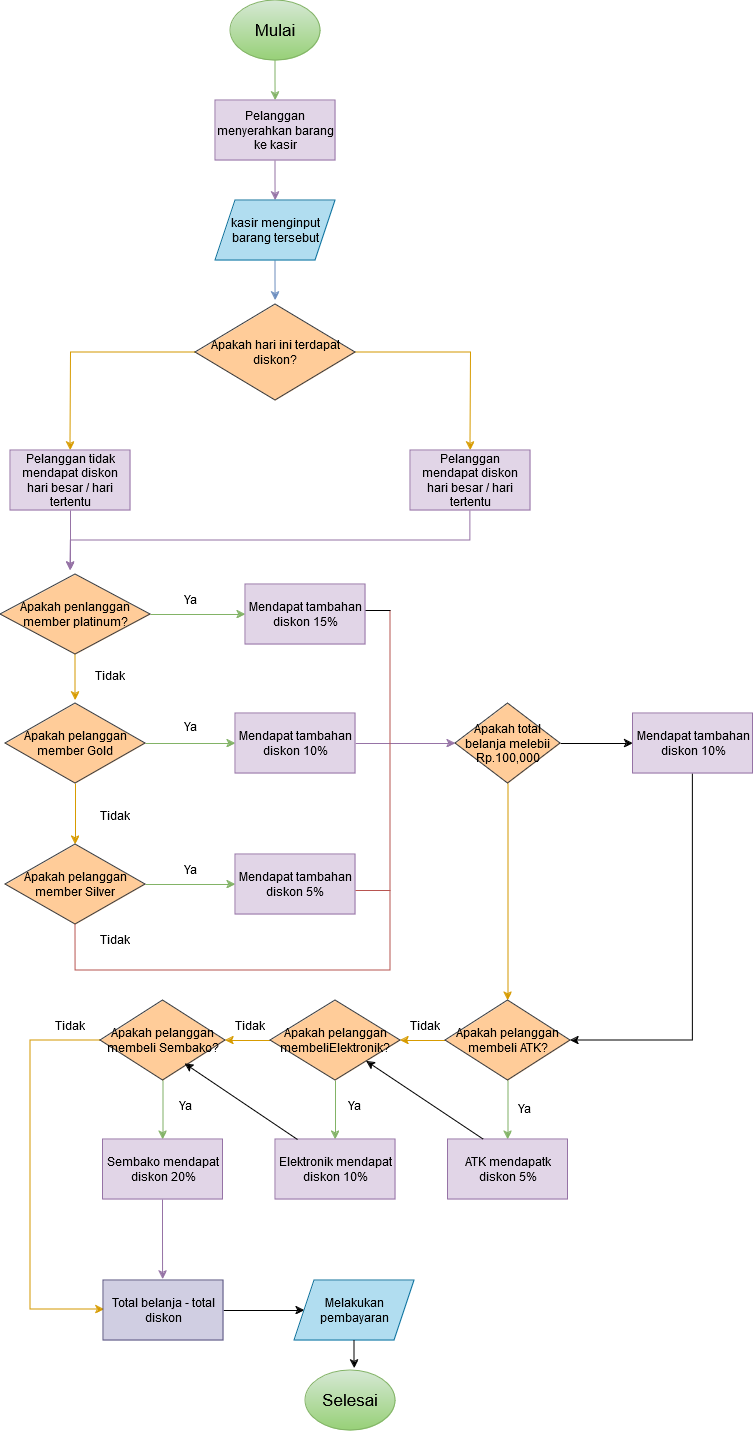 Mulai
Pelanggan
menyerahkan barang
ke kasir
kasir menginput
barang tersebut
Apakah hari ini terdapat
diskon?
Pelanggan tidak
mendapat diskon
hari besar / hari
tertentu
Pelanggan
mendapat diskon
hari besar / hari
tertentu
Apakah penlanggan
member platinum?
Ya
Mendapat tambahan
diskon 15%
Tidak
Apakah pelanggan
member Gold
Ya
Mendapat tambahan
diskon 10%
Apakah total
belanja melebii
Rp.100,000
Mendapat tambahan
diskon 10%
Tidak
Apakah pelanggan
member Silver
Ya
Mendapat tambahan
diskon 5%
Tidak
Tidak
Apakah pelanggan
membeli Sembako?
Tidak
Apakah pelanggan
membeliElektronik?
Tidak
Apakah pelanggan
membeli ATK?
Ya
Ya
Ya
Sembako mendapat
diskon 20%
Elektronik mendapat
diskon 10%
ATK mendapatk
diskon 5%
Total belanja - total
diskon
Melakukan
pembayaran
Selesai